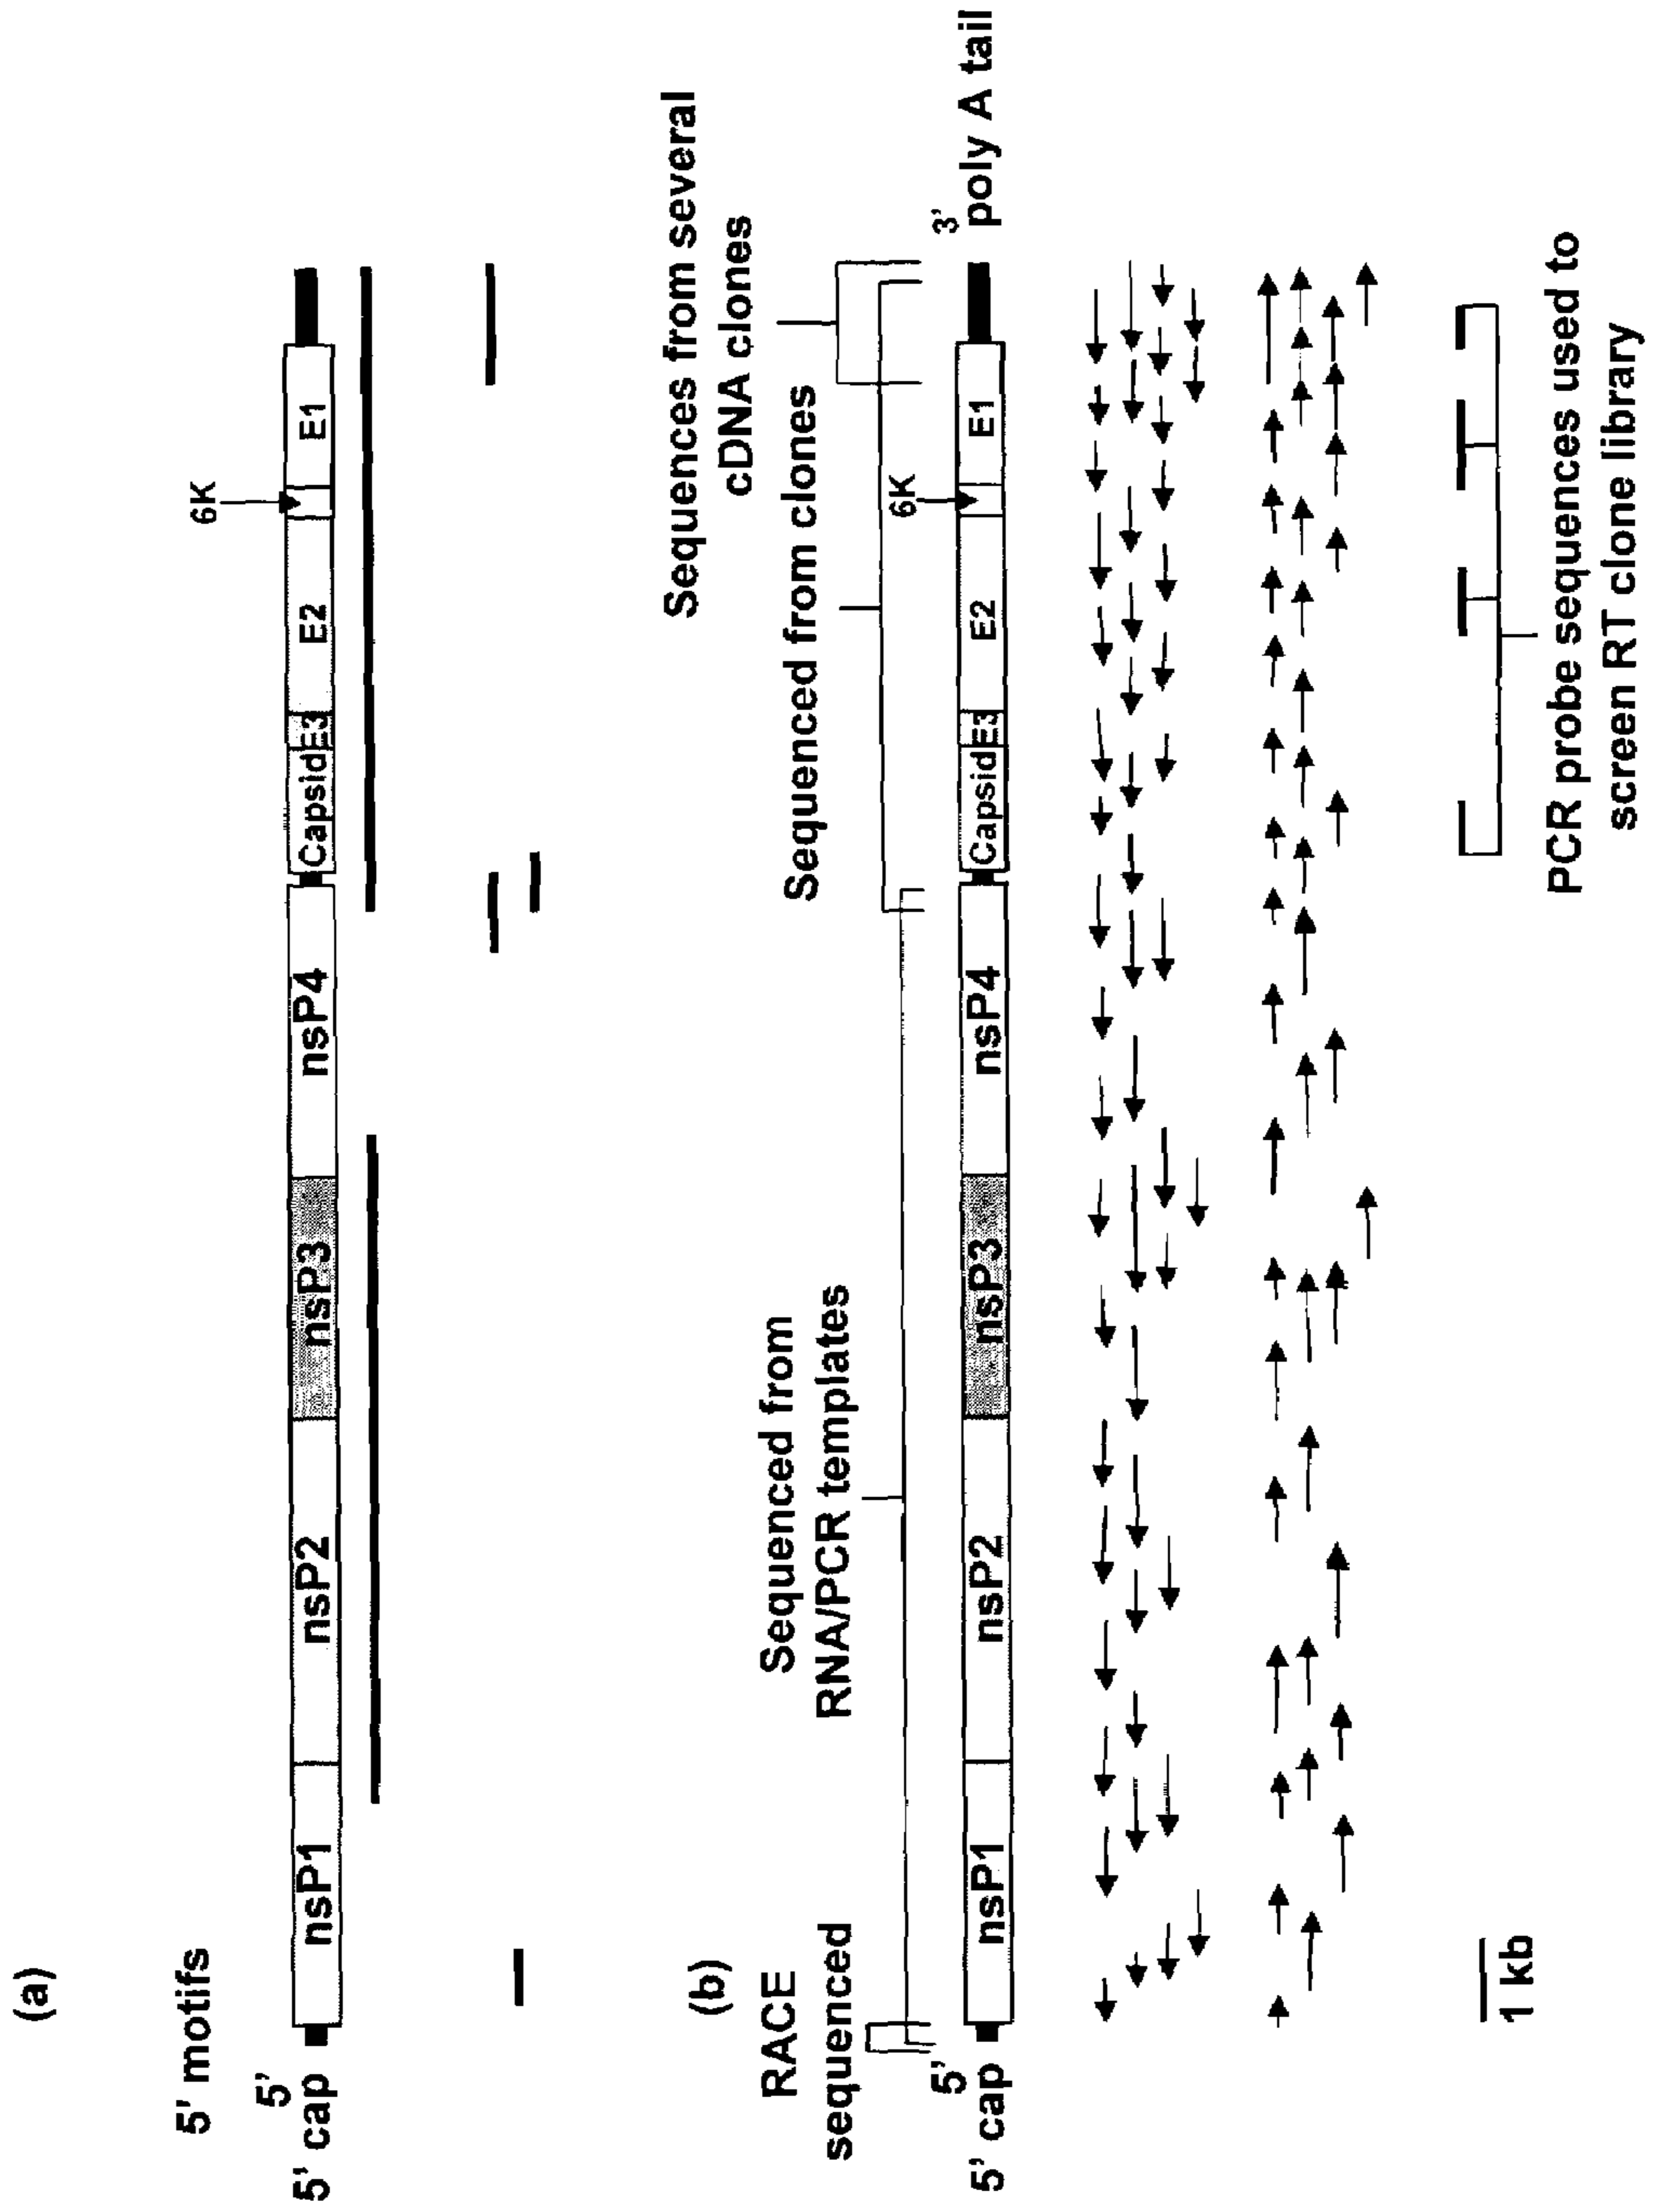 (a)
5' motifs
6K
5'
5' cap
nsP1
nsP2
nsP3
nsP4
Capsid
E3
E2
E1
(b)
RACE
sequenced
Sequenced from
RNA/PCR templates
Sequenced from clones
Sequences from several
cDNA clones
6K
5'
5' cap
nsP1
nsP2
nsP3
nsP4
Capsid
E3
E2
E1
3'
poly A tail
1 kb
PCR probe sequences used to
screen RT clone library